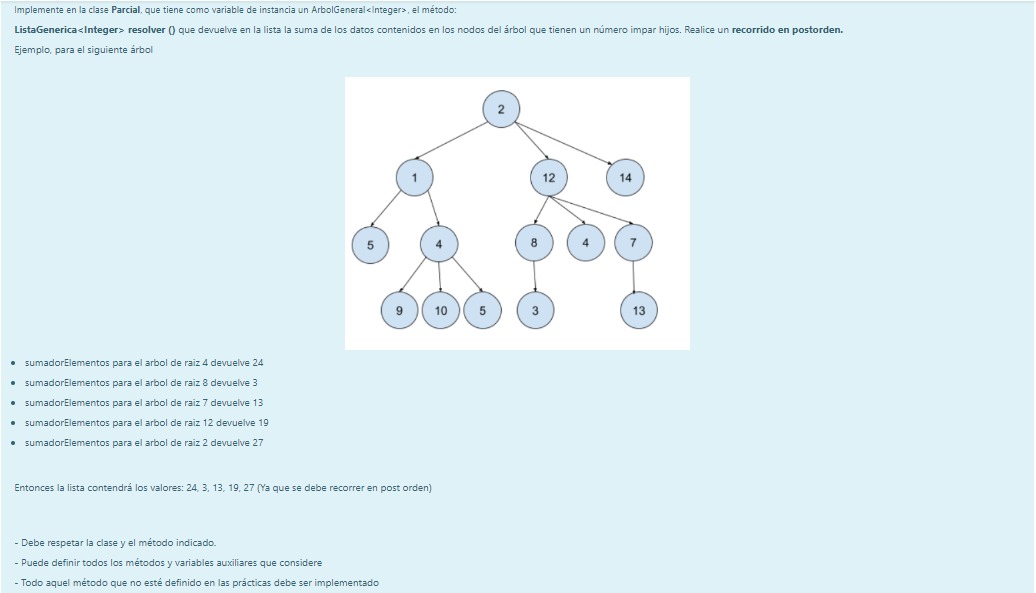 Implemente en la clase Parcial, que tiene como variable de instancia un ArbolGeneral<Integer>, el método:
ListaGenerica<Integer> resolver () que devuelve en la lista la suma de los datos contenidos en los nodos del árbol que tienen un número impar hijos. Realice un recorrido en postorden.
Ejemplo, para el siguiente árbol
2
1 12 14
5 4 8 4 7
9 10 5 3 13
• sumadorElementos para el arbol de raiz 4 devuelve 24
• sumadorElementos para el arbol de raiz 8 devuelve 3
• sumadorElementos para el arbol de raiz 7 devuelve 13
• sumadorElementos para el arbol de raiz 12 devuelve 19
• sumadorElementos para el arbol de raiz 2 devuelve 27
Entonces la lista contendrá los valores: 24, 3, 13, 19, 27 (Ya que se debe recorrer en post orden)
- Debe respetar la clase y el método indicado.
- Puede definir todos los métodos y variables auxiliares que considere
- Todo aquel método que no esté definido en las prácticas debe ser implementado